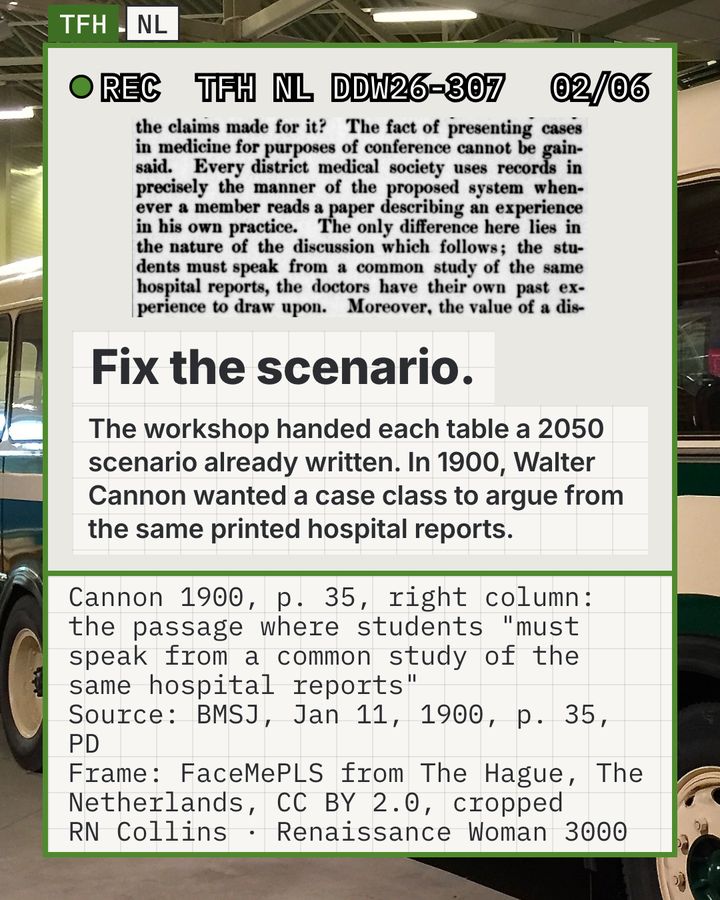 TFH NL
REC TFH NL DDW26-307 02/06
the claims made for it? The fact of presenting cases
in medicine for purposes of conference cannot be gain-
said. Every district medical society uses records in
precisely the manner of the proposed system when-
ever a member reads a paper describing an experience
in his own practice. The only difference here lies in
the nature of the discussion which follows; the stu-
dents must speak from a common study of the same
hospital reports, the doctors have their own past ex-
perience to draw upon. Moreover, the value of a dis-
Fix the scenario.
The workshop handed each table a 2050
scenario already written. In 1900, Walter
Cannon wanted a case class to argue from
the same printed hospital reports.
Cannon 1900, p. 35, right column:
the passage where students "must
speak from a common study of the
same hospital reports"
Source: BMSJ, Jan 11, 1900, p. 35,
PD
Frame: FaceMePLS from The Hague, The
Netherlands, CC BY 2.0, cropped
RN Collins · Renaissance Woman 3000